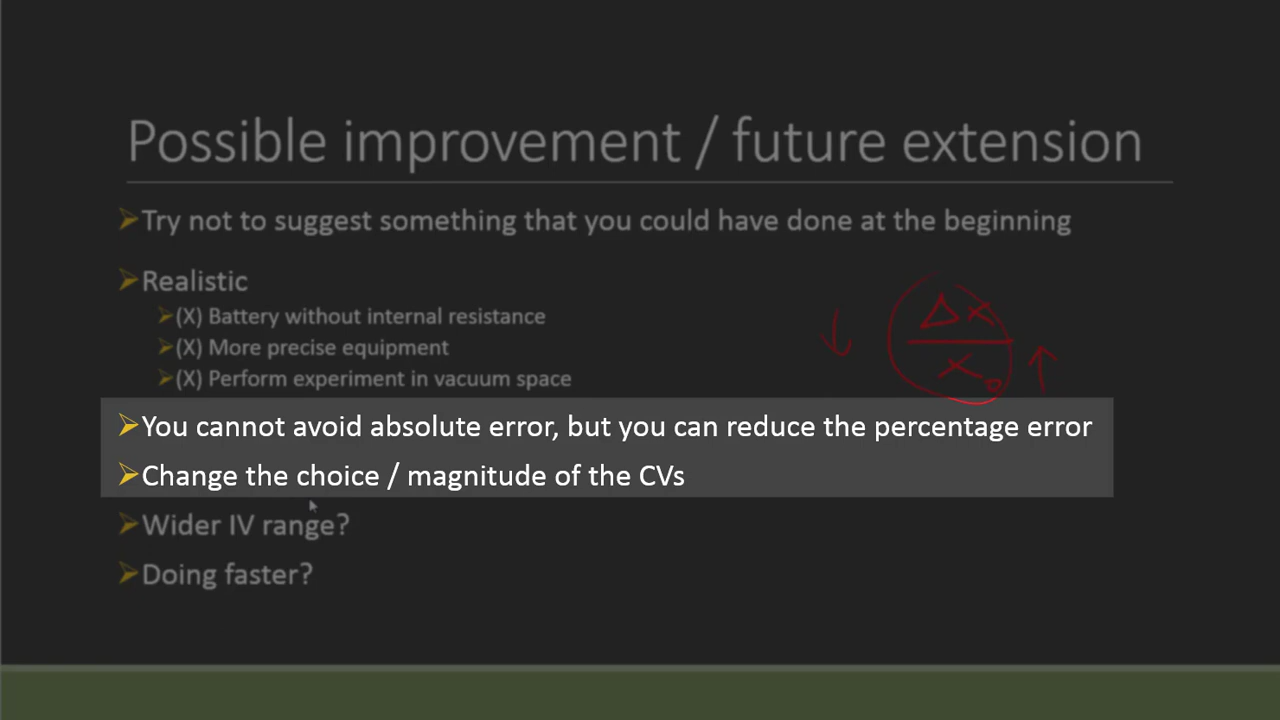 Possible improvement / future extension
Try not to suggest something that you could have done at the beginning
Realistic
(X) Battery without internal resistance
(X) More precise equipment
(X) Perform experiment in vacuum space
↓ Δx / x₀ ↑
You cannot avoid absolute error, but you can reduce the percentage error
Change the choice / magnitude of the CVs
Wider IV range?
Doing faster?